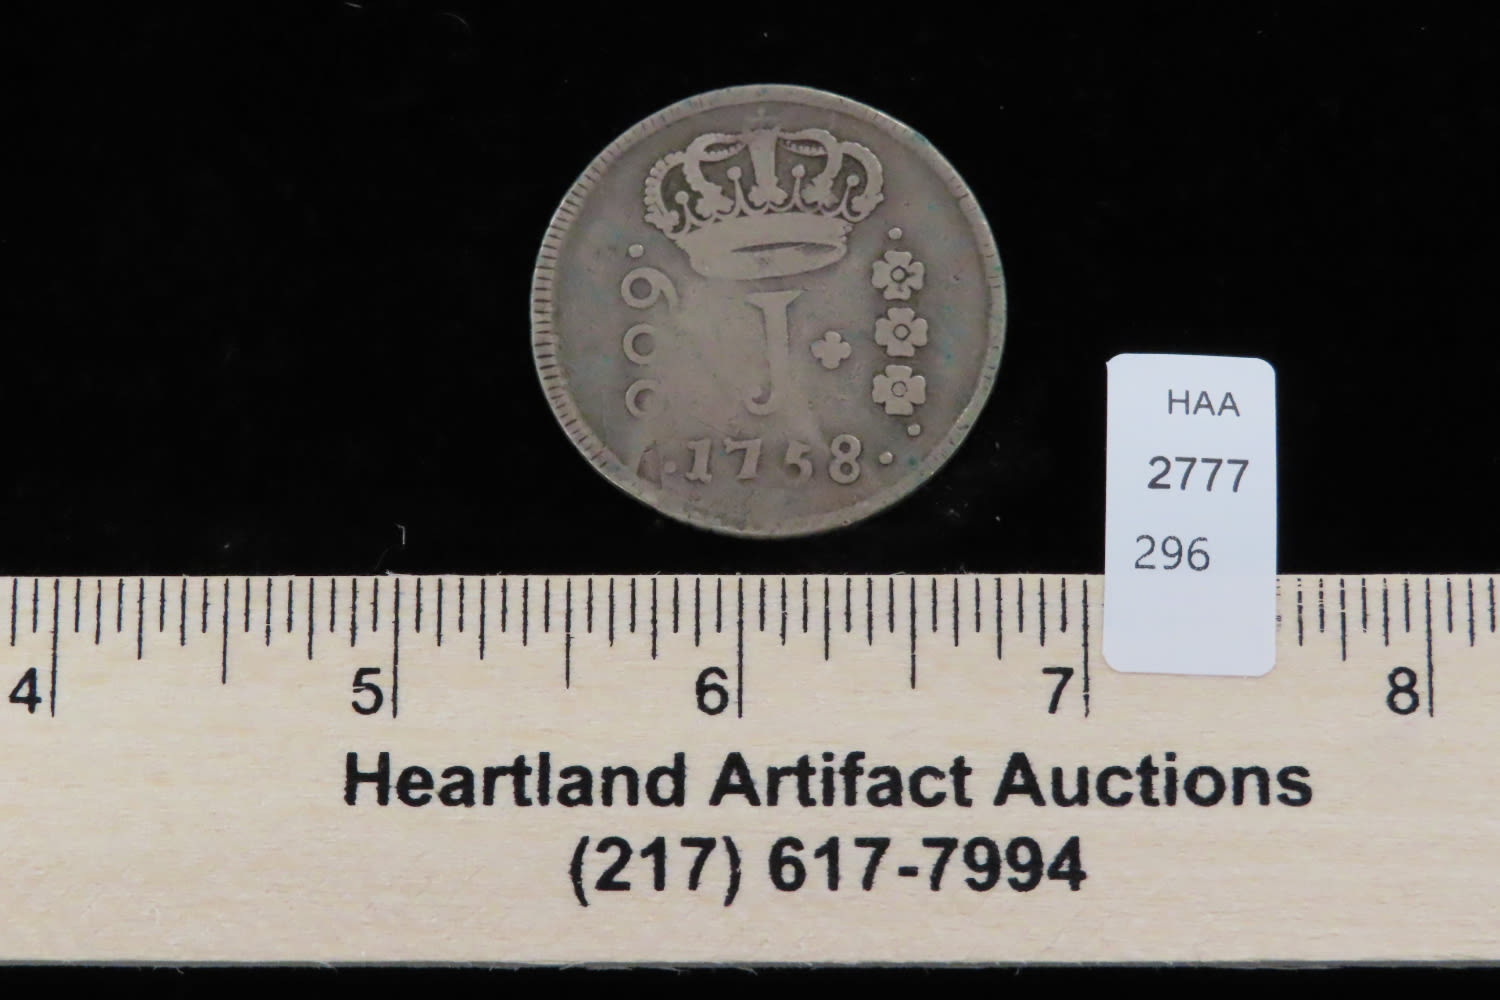 600
J
.1758.
HAA
2777
296
4 5 6 7 8
Heartland Artifact Auctions
(217) 617-7994